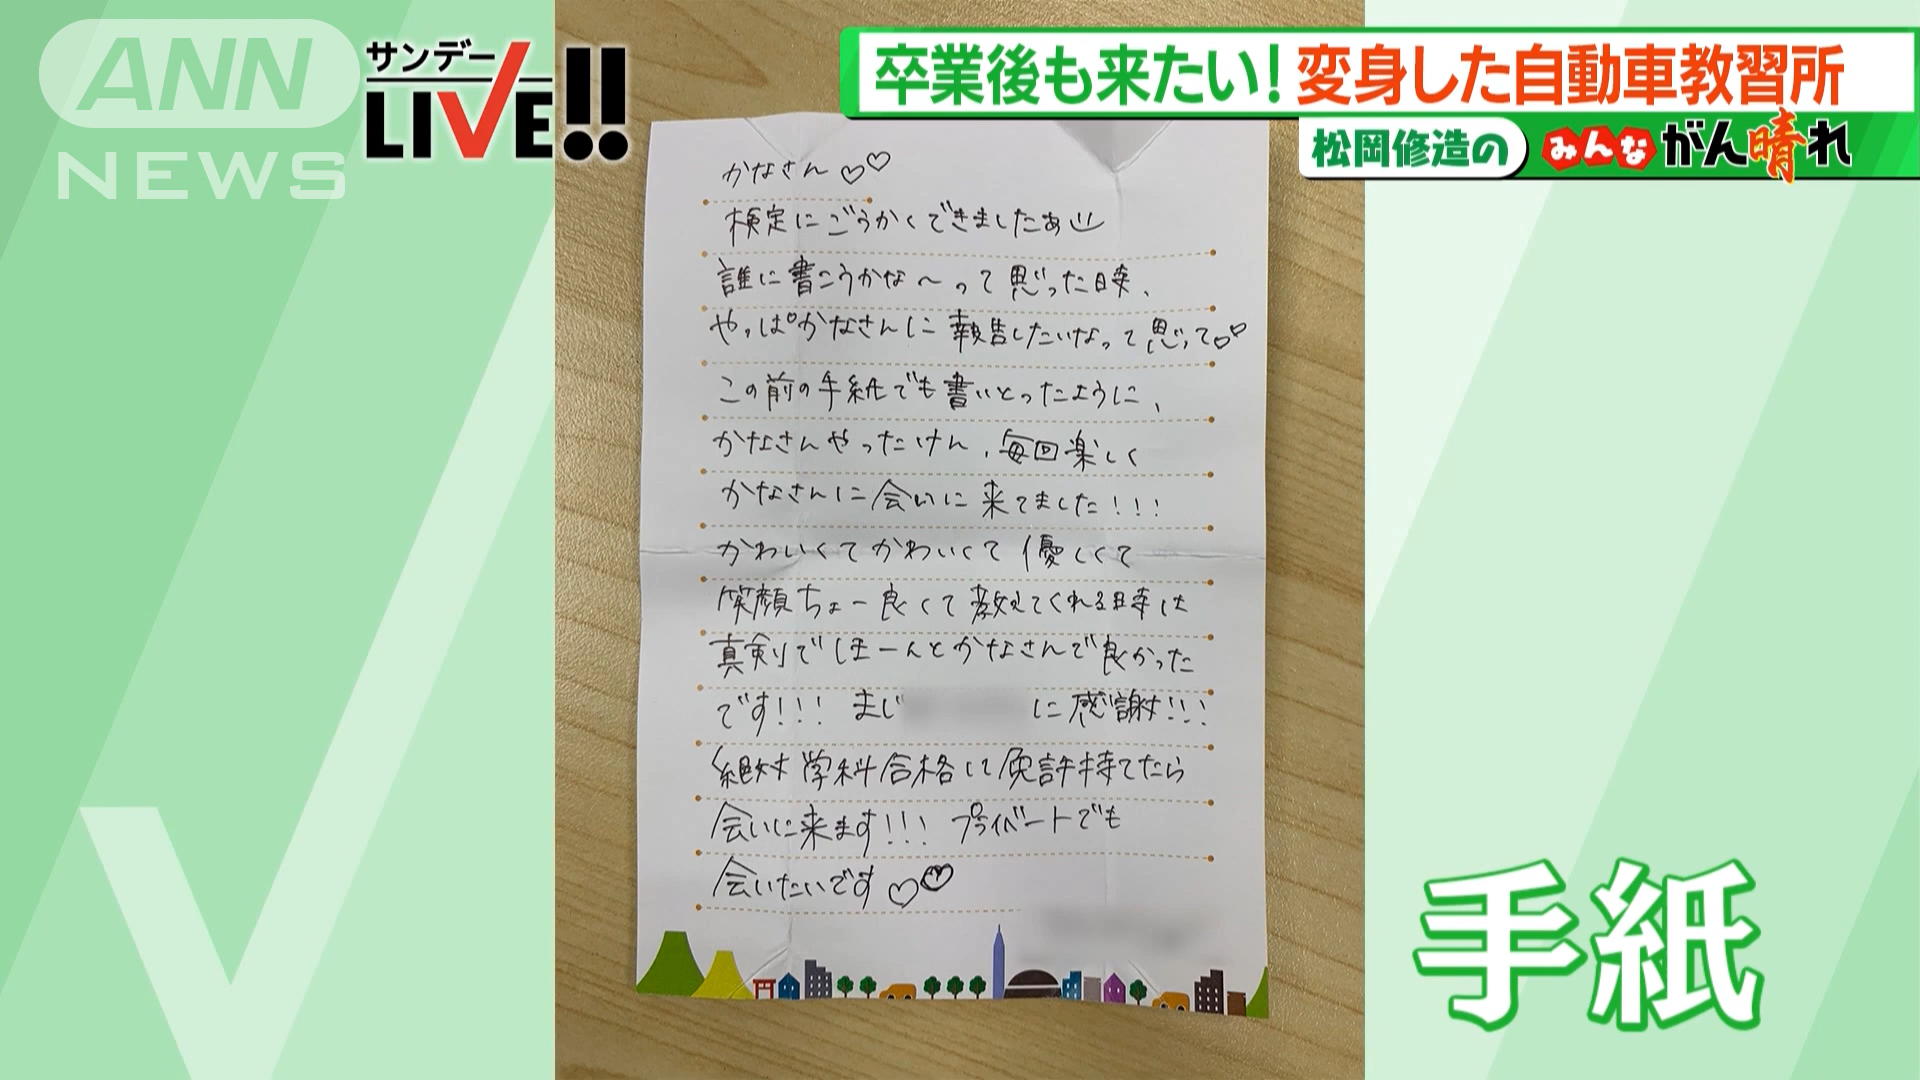 ANN
NEWS
サンデー
LIVE!!
卒業後も来たい!変身した自動車教習所
松岡修造の みんながん晴れ
かなさん♡♡
検定にごうかくできましたぁ
誰に書こうかな〜って思った時、
やっぱかなさんに報告したいなって思って♡♡
この前の手紙でも書いとったように、
かなさんやったけん、毎回楽しく
かなさんに会いに来てました!!!
かわいくてかわいくて優しくて
笑顔ちょー良くて教えてくれる時は
真剣でほーんとかなさんで良かった
です!!! まじ に感謝!!!
絶対学科合格して免許持てたら
会いに来ます!!! プライベートでも
会いたいです♡♡
手紙